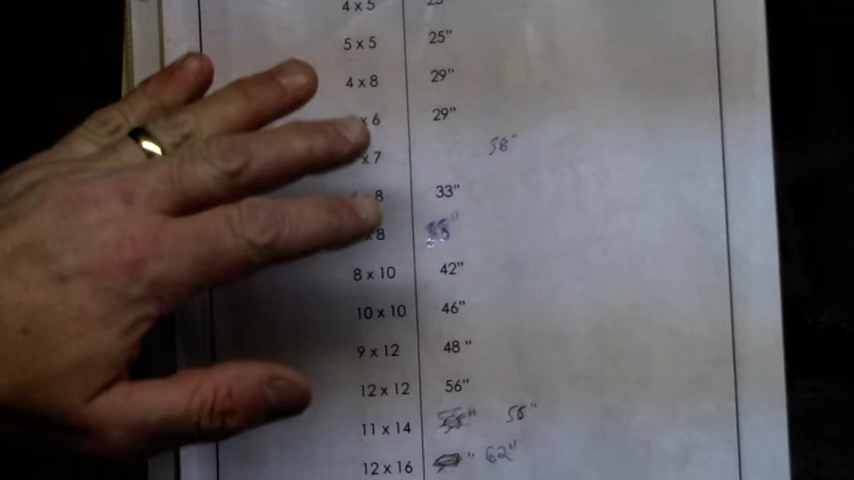 4 x 5
5 x 5 25"
4 x 8 29"
x 6 29"
x 7 38"
8 33"
x 8
8 x 10 42"
10 x 10 46"
9 x 12 48 "
12 x 12 56"
11 x 14 58"
12 x 16 " 62"